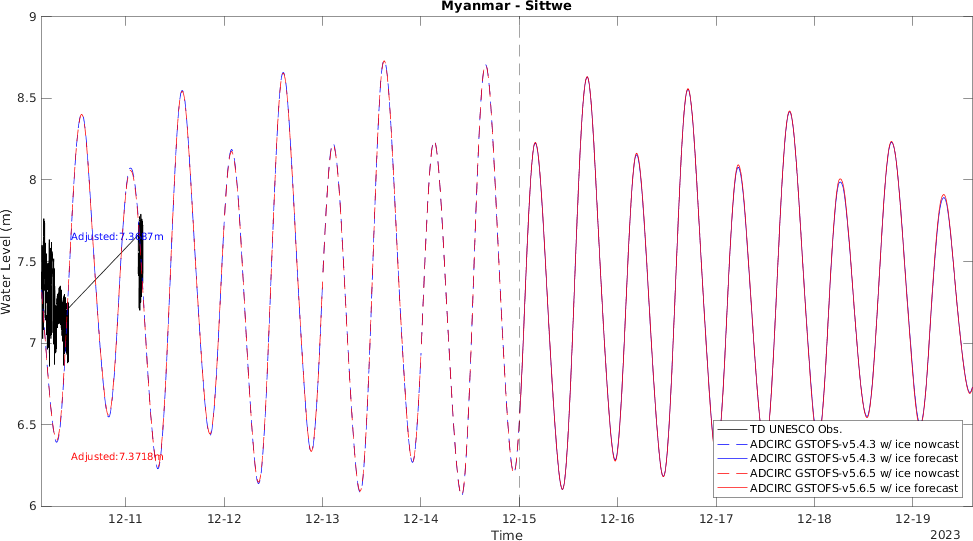 Myanmar - Sittwe
9
8.5
8
7.5
7
6.5
6
Water Level (m)
Adjusted:7.3687m
Adjusted:7.3718m
TD UNESCO Obs.
ADCIRC GSTOFS-v5.4.3 w/ ice nowcast
ADCIRC GSTOFS-v5.4.3 w/ ice forecast
ADCIRC GSTOFS-v5.6.5 w/ ice nowcast
ADCIRC GSTOFS-v5.6.5 w/ ice forecast
12-11 12-12 12-13 12-14 12-15 12-16 12-17 12-18 12-19
Time
2023